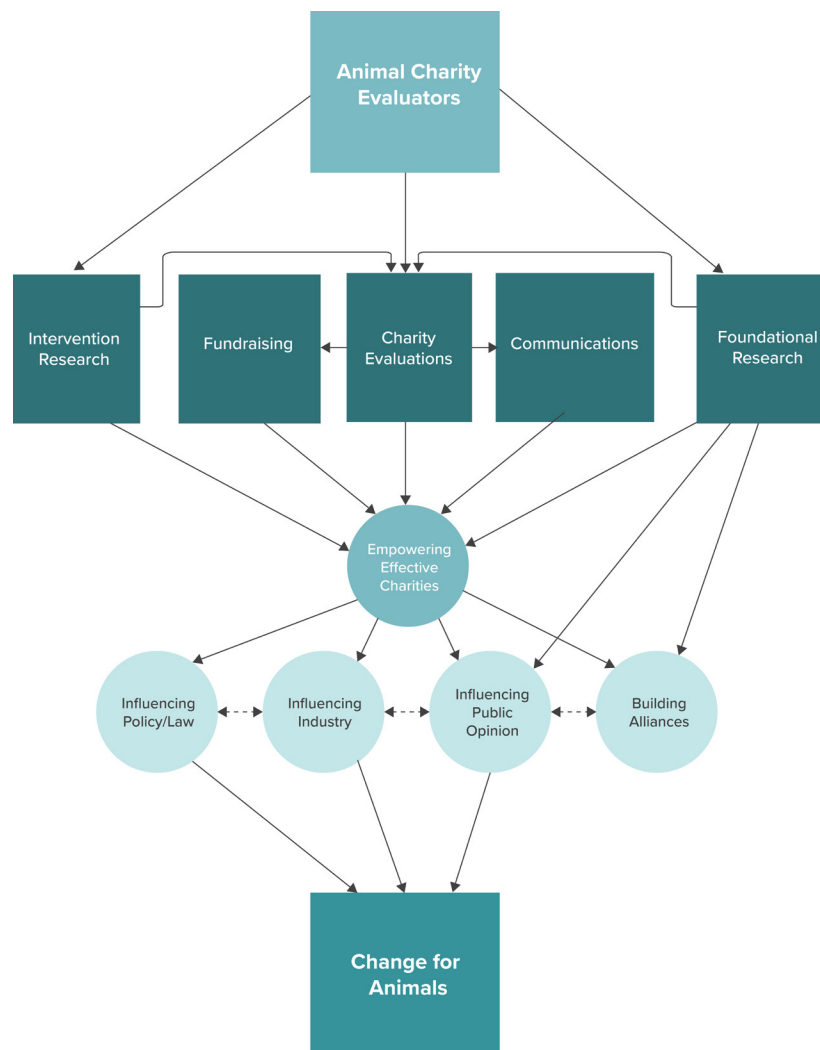 Animal Charity
Evaluators
Intervention
Research
Fundraising
Charity
Evaluations
Communications
Foundational
Research
Empowering
Effective
Charities
Influencing
Policy/Law
Influencing
Industry
Influencing
Public
Opinion
Building
Alliances
Change for
Animals